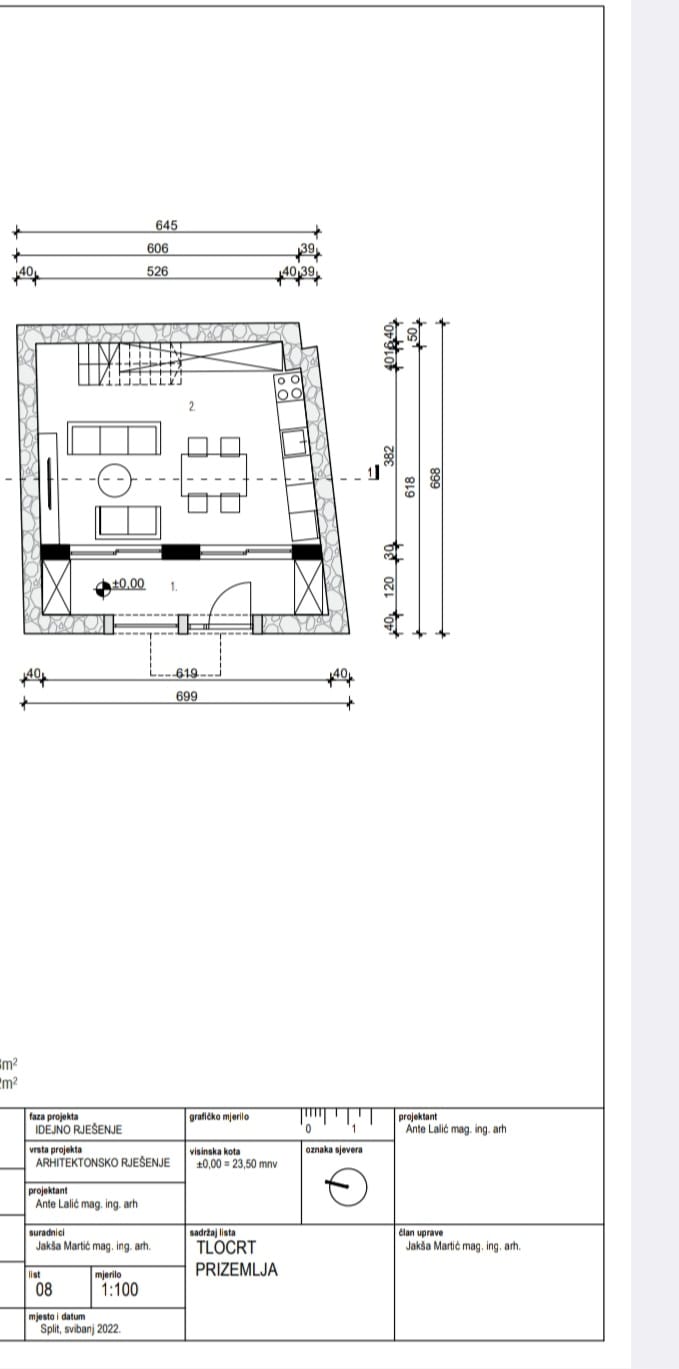 645
606
39
40
526
40
39
40
16
40
50
2
382
1
618
668
30
±0,00
1.
120
40
40
619
40
699
m²
m²
faza projekta
IDEJNO RJEŠENJE
grafičko mjerilo
0
1
projektant
Ante Lalić mag. ing. arh
vrsta projekta
ARHITEKTONSKO RJEŠENJE
visinska kota
±0,00 = 23,50 mnv
oznaka sjevera
projektant
Ante Lalić mag. ing. arh
suradnici
Jakša Martić mag. ing. arh.
sadržaj lista
TLOCRT
PRIZEMLJA
član uprave
Jakša Martić mag. ing. arh.
list
08
mjerilo
1:100
mjesto i datum
Split, svibanj 2022.